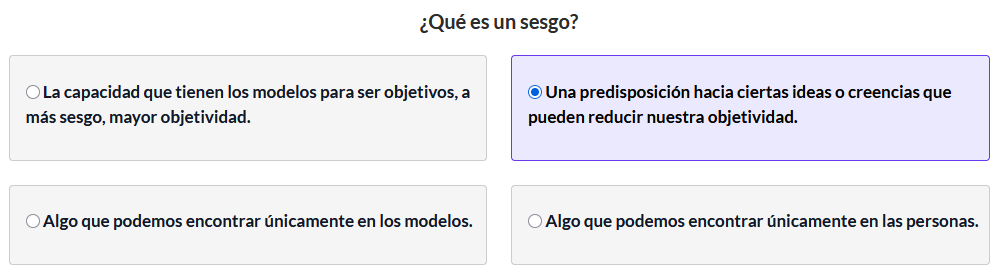 ¿Qué es un sesgo?
La capacidad que tienen los modelos para ser objetivos, a
más sesgo, mayor objetividad.
Una predisposición hacia ciertas ideas o creencias que
pueden reducir nuestra objetividad.
Algo que podemos encontrar únicamente en los modelos.
Algo que podemos encontrar únicamente en las personas.